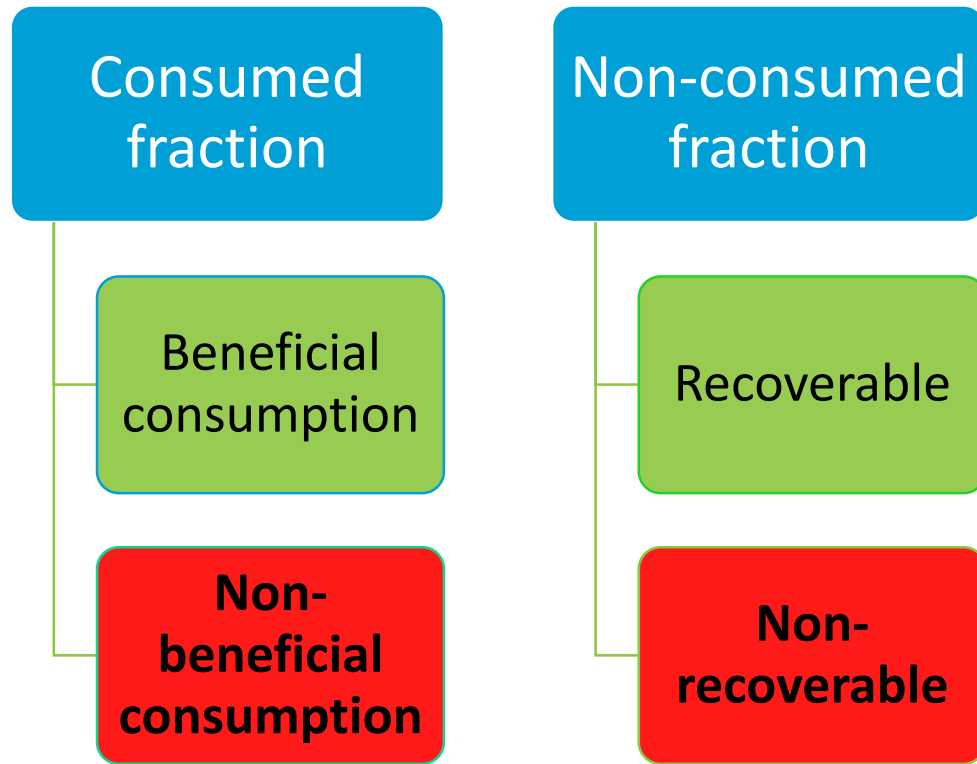 Consumed
fraction
Beneficial
consumption
Non-
beneficial
consumption
Non-consumed
fraction
Recoverable
Non-
recoverable